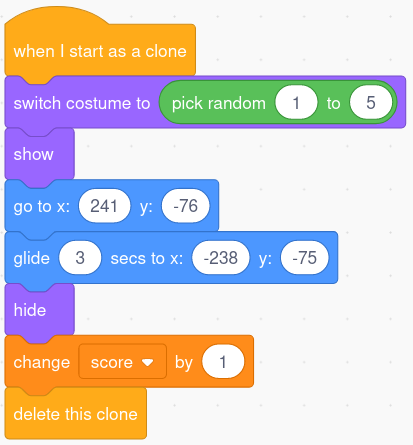 when I start as a clone
switch costume to pick random 1 to 5
show
go to x: 241 y: -76
glide 3 secs to x: -238 y: -75
hide
change score by 1
delete this clone